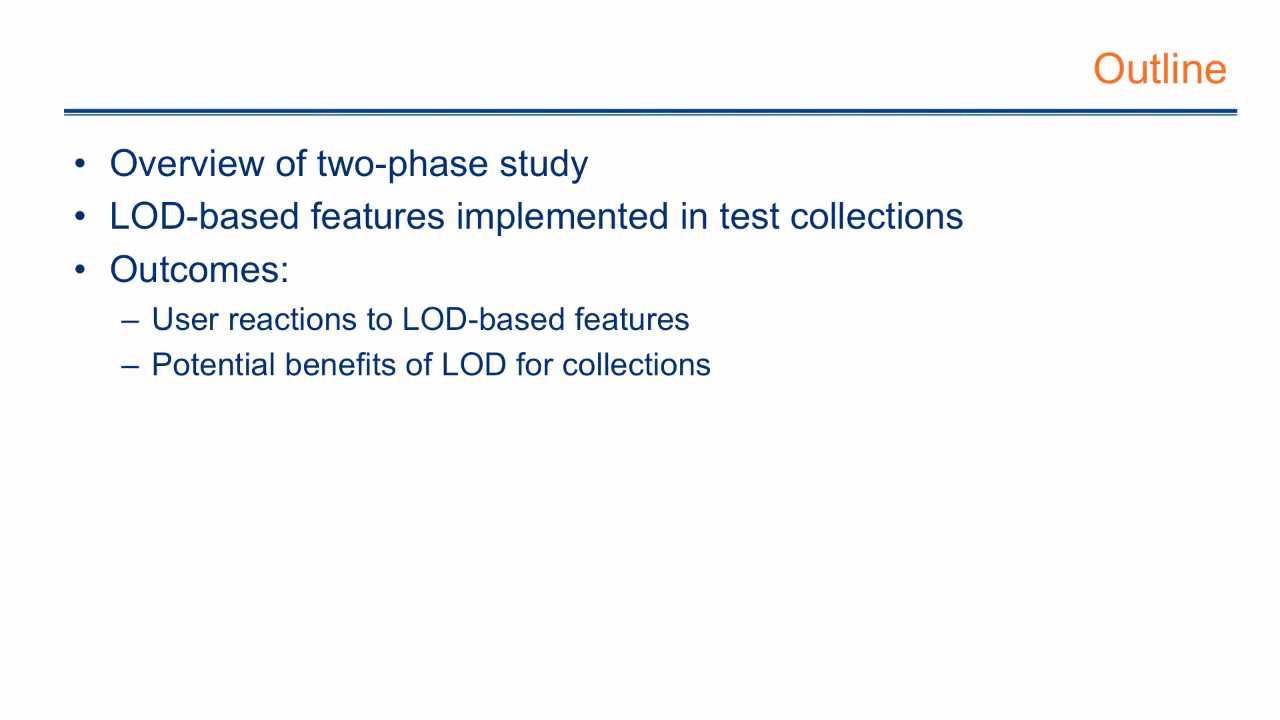 Outline
• Overview of two-phase study
• LOD-based features implemented in test collections
• Outcomes:
– User reactions to LOD-based features
– Potential benefits of LOD for collections